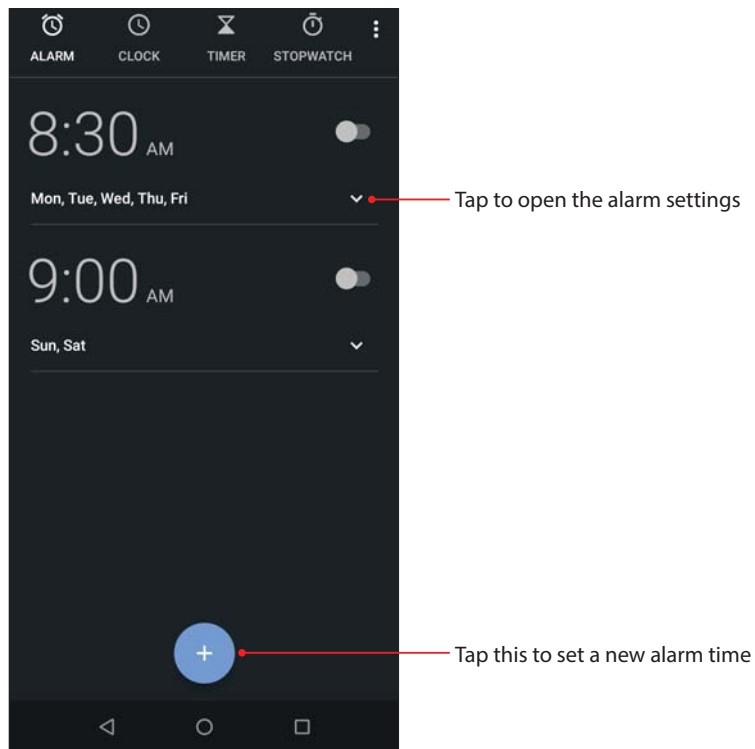 ALARM CLOCK TIMER STOPWATCH
8:30 AM
Mon, Tue, Wed, Thu, Fri
Tap to open the alarm settings
9:00 AM
Sun, Sat
+
Tap this to set a new alarm time